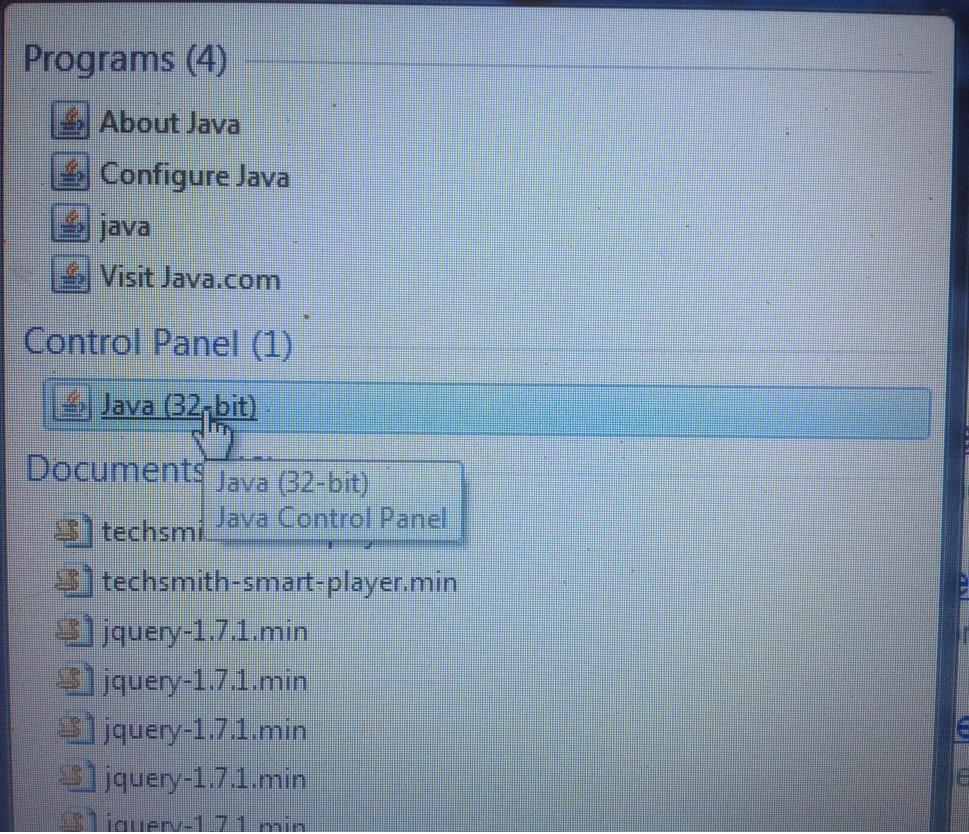 Programs (4)
About Java
Configure Java
java
Visit Java.com
Control Panel (1)
Java (32-bit)
Documents
Java (32-bit)
Java Control Panel
techsmi
techsmith-smart-player.min
jquery-1.7.1.min
jquery-1.7.1.min
jquery-1.7.1.min
jquery-1.7.1.min
jquery-1.7.1.min